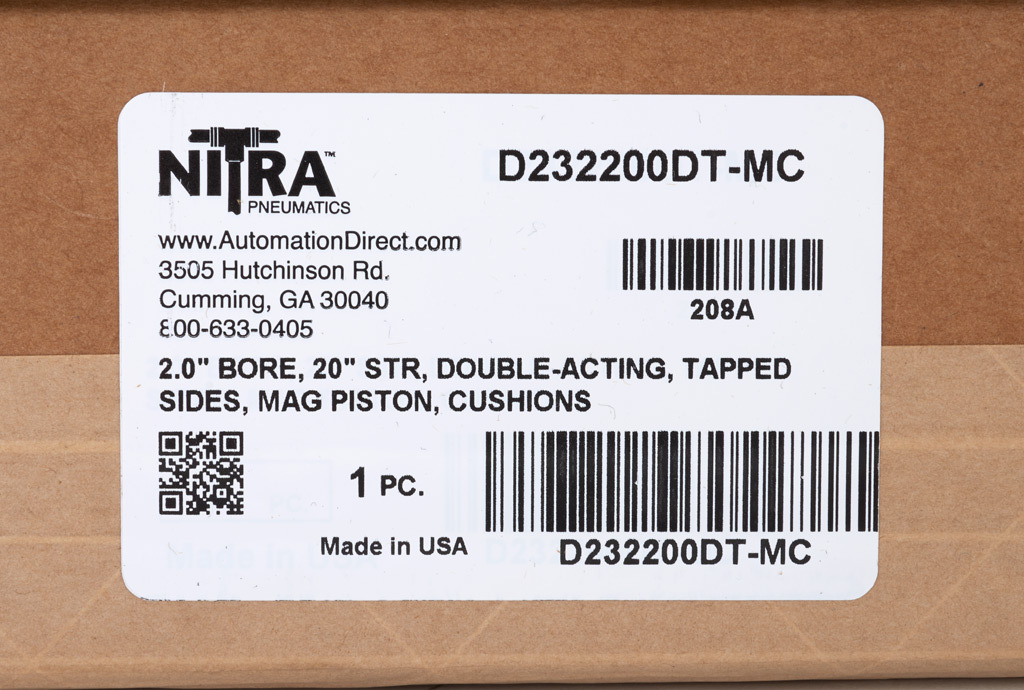 NITRA™
PNEUMATICS
D232200DT-MC
www.AutomationDirect.com
3505 Hutchinson Rd.
Cumming, GA 30040
800-633-0405
208A
2.0" BORE, 20" STR, DOUBLE-ACTING, TAPPED
SIDES, MAG PISTON, CUSHIONS
1 PC.
Made in USA
D232200DT-MC